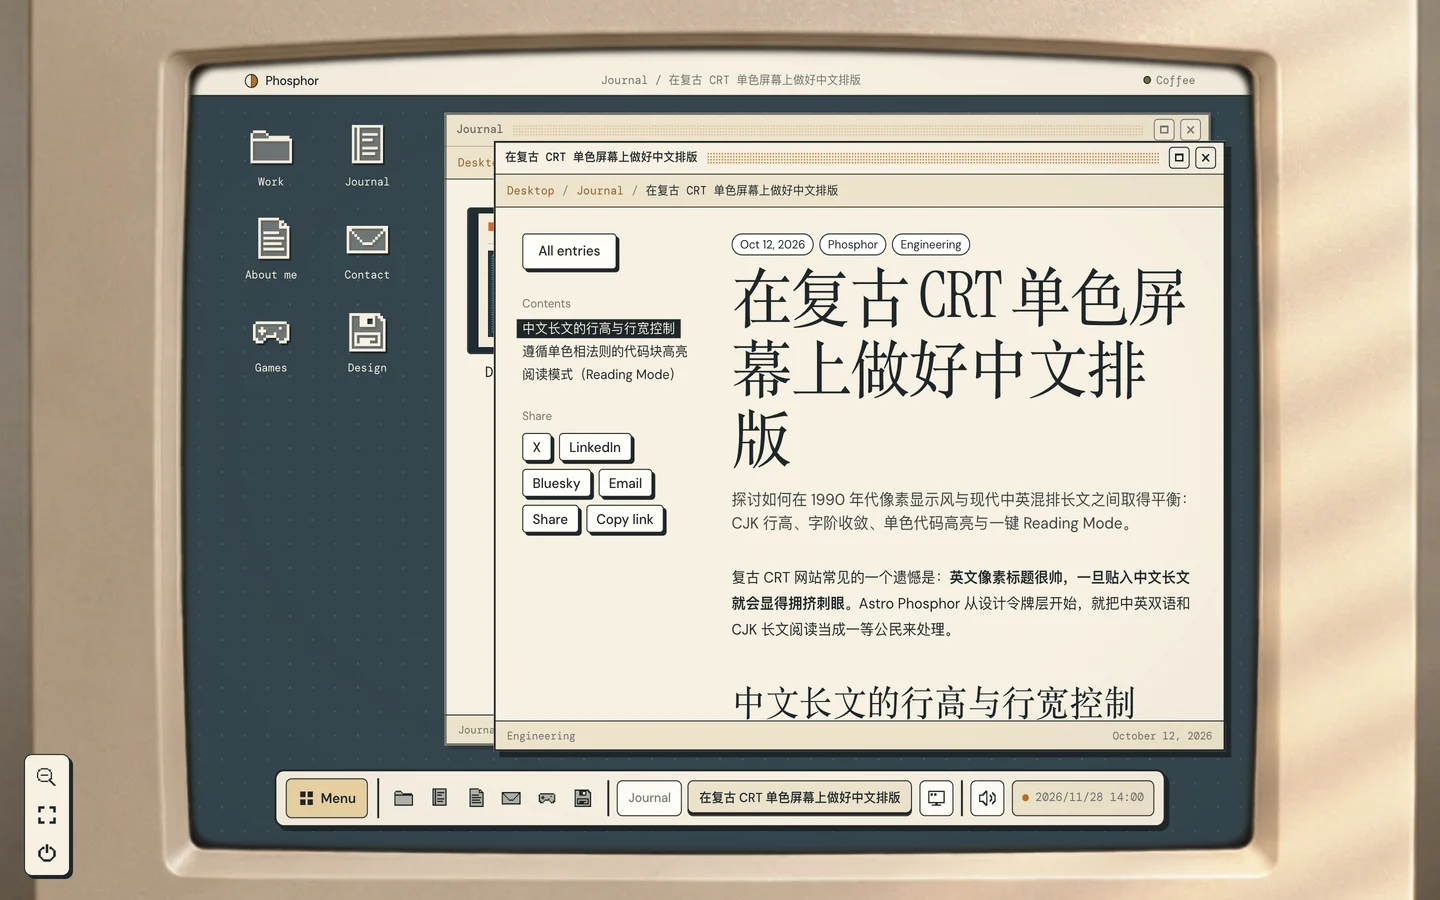 Phosphor
Journal / 在复古 CRT 单色屏幕上做好中文排版
Coffee
Work
Journal
About me
Contact
Games
Design
Journal
在复古 CRT 单色屏幕上做好中文排版
Desktop / Journal / 在复古 CRT 单色屏幕上做好中文排版
All entries
Contents
中文长文的行高与行宽控制
遵循单色相法则的代码块高亮
阅读模式（Reading Mode）
Share
X
LinkedIn
Bluesky
Email
Share
Copy link
Oct 12, 2026
Phosphor
Engineering
在复古 CRT 单色屏
幕上做好中文排
版
探讨如何在 1990 年代像素显示风与现代中英混排长文之间取得平衡：
CJK 行高、字阶收敛、单色代码高亮与一键 Reading Mode。
复古 CRT 网站常见的一个遗憾是：英文像素标题很帅，一旦贴入中文长文
就会显得拥挤刺眼。Astro Phosphor 从设计令牌层开始，就把中英双语和
CJK 长文阅读当成一等公民来处理。
中文长文的行高与行宽控制
Engineering
October 12, 2026
Menu
Journal
在复古 CRT 单色屏幕上做好中文排版
2026/11/28 14:00